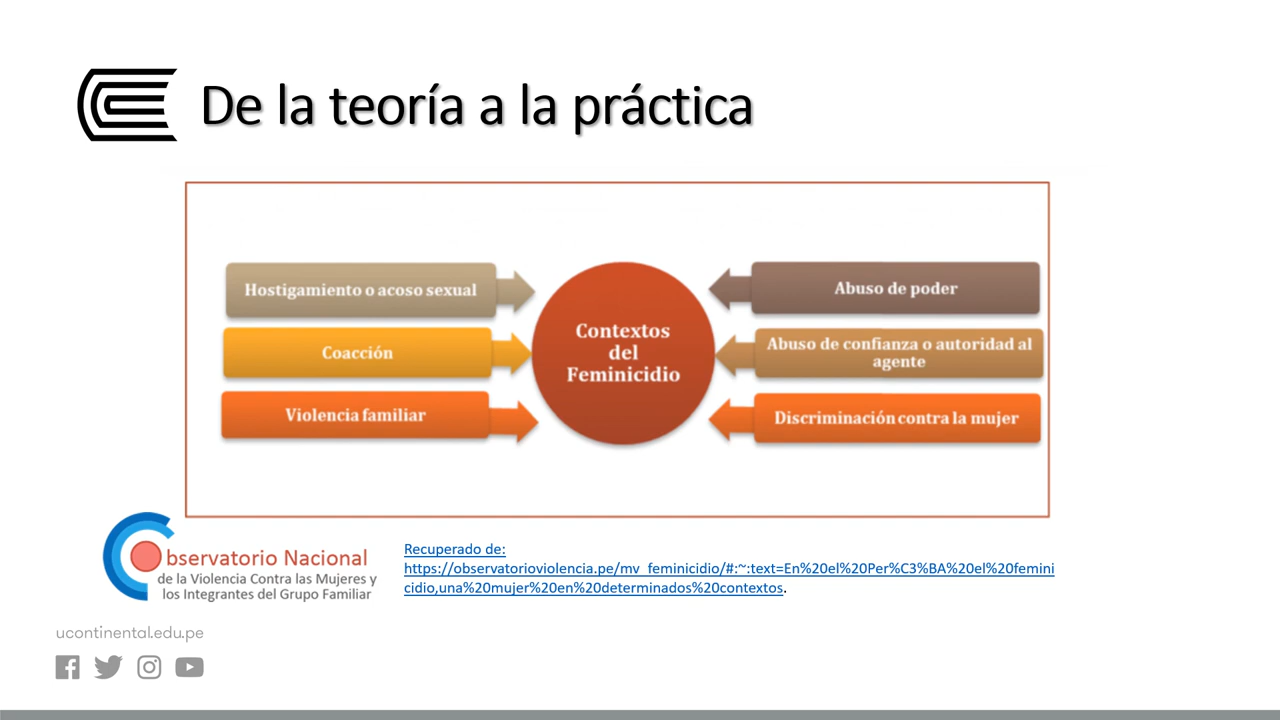 De la teoría a la práctica
Hostigamiento o acoso sexual
Coacción
Violencia familiar
Contextos
del
Feminicidio
Abuso de poder
Abuso de confianza o autoridad al
agente
Discriminación contra la mujer
Observatorio Nacional
de la Violencia Contra las Mujeres y
los Integrantes del Grupo Familiar
Recuperado de:
https://observatorioviolencia.pe/mv_feminicidio/#:~:text=En%20el%20Per%C3%BA%20el%20femini
cidio,una%20mujer%20en%20determinados%20contextos.
ucontinental.edu.pe